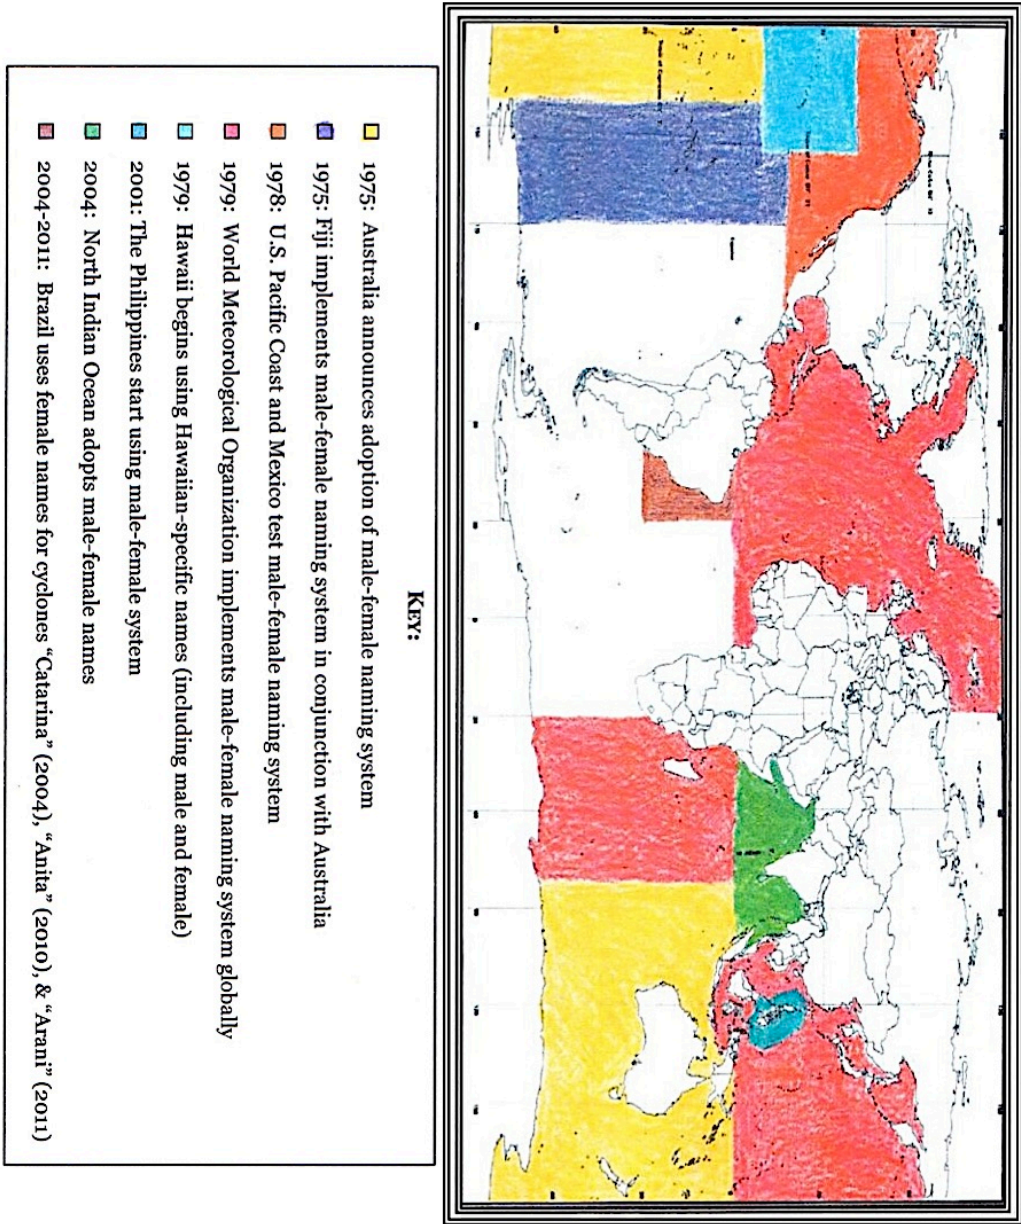 KEY:
1975: Australia announces adoption of male-female naming system
1975: Fiji implements male-female naming system in conjunction with Australia
1978: U.S. Pacific Coast and Mexico test male-female naming system
1979: World Meteorological Organization implements male-female naming system globally
1979: Hawaii begins using Hawaiian-specific names (including male and female)
2001: The Philippines start using male-female system
2004: North Indian Ocean adopts male-female names
2004-2011: Brazil uses female names for cyclones “Catarina” (2004), “Anita” (2010), & “Arani” (2011)